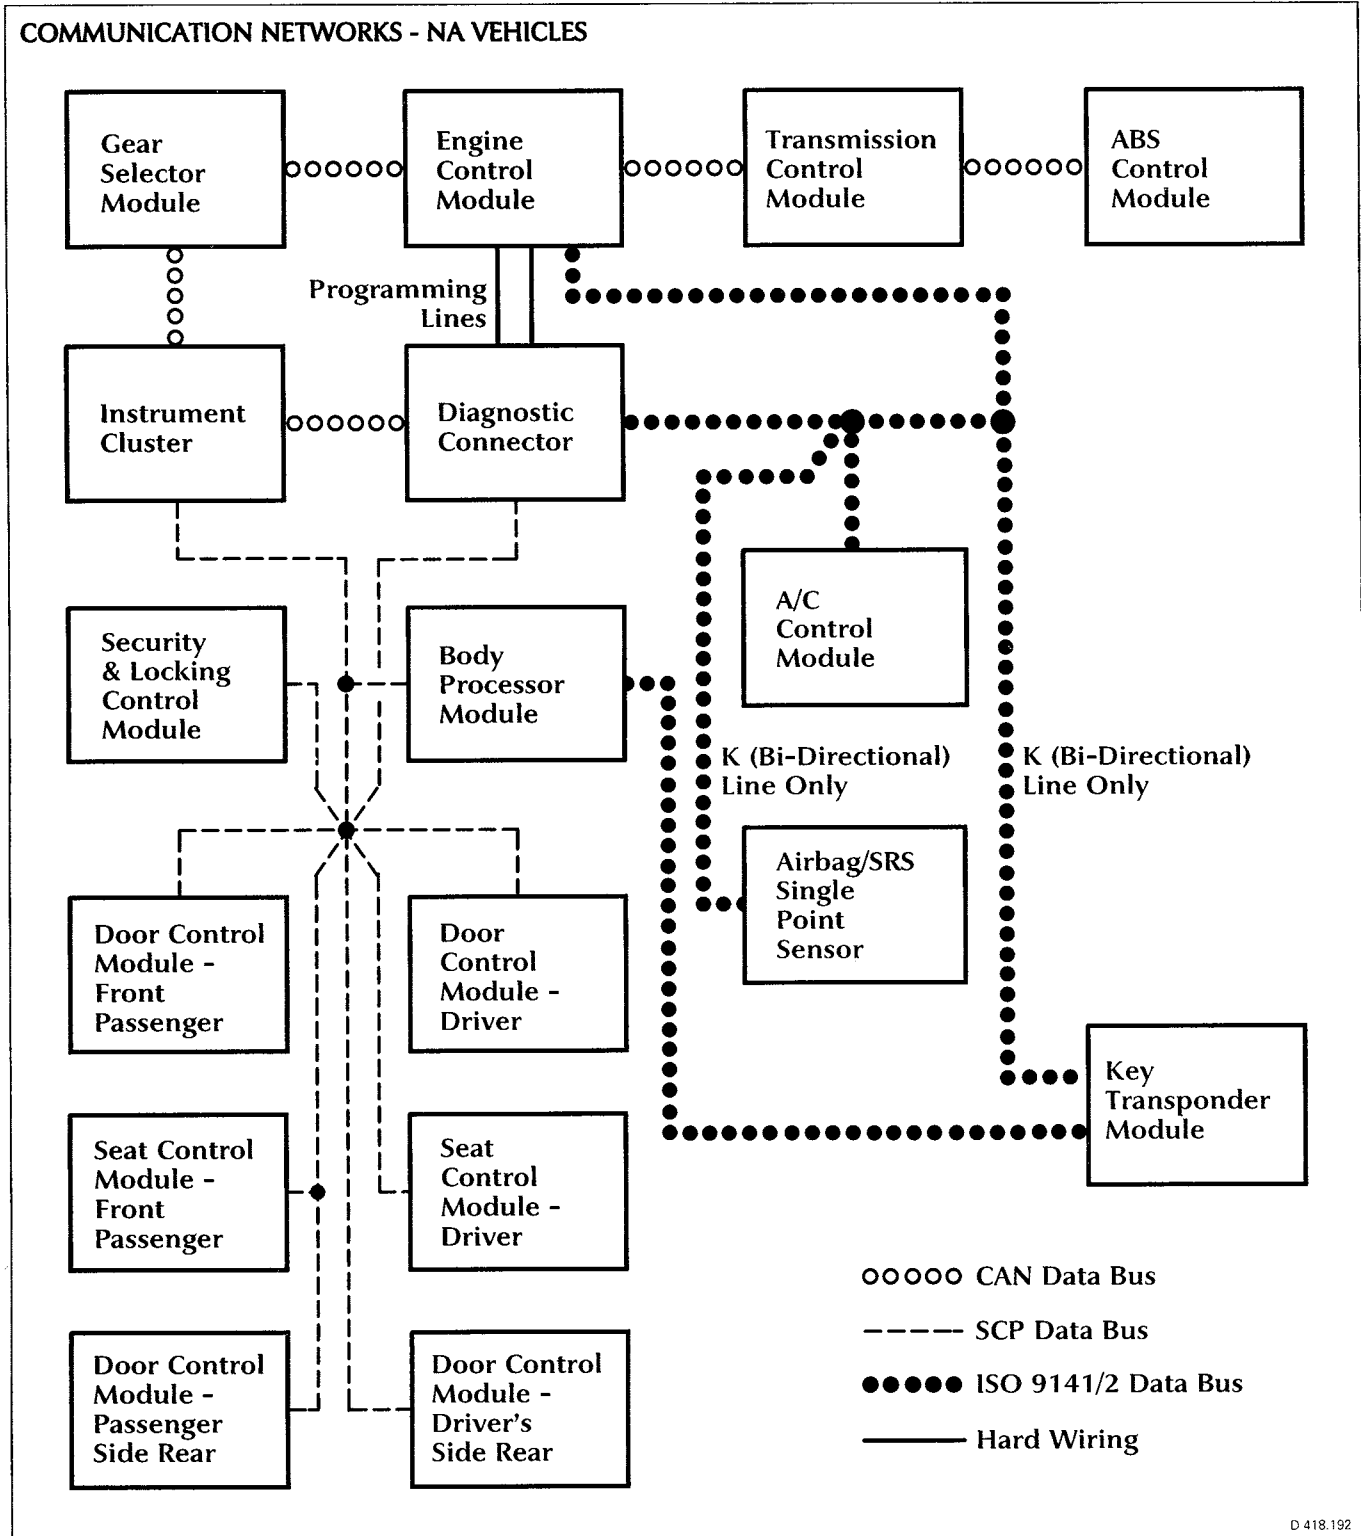 COMMUNICATION NETWORKS - NA VEHICLES
Gear
Selector
Module
Engine
Control
Module
Transmission
Control
Module
ABS
Control
Module
Programming
Lines
Instrument
Cluster
Diagnostic
Connector
Security
& Locking
Control
Module
Body
Processor
Module
A/C
Control
Module
K (Bi-Directional)
Line Only
K (Bi-Directional)
Line Only
Airbag/SRS
Single
Point
Sensor
Door Control
Module -
Front
Passenger
Door
Control
Module -
Driver
Key
Transponder
Module
Seat Control
Module -
Front
Passenger
Seat
Control
Module -
Driver
Door Control
Module -
Passenger
Side Rear
Door Control
Module -
Driver's
Side Rear
CAN Data Bus
SCP Data Bus
ISO 9141/2 Data Bus
Hard Wiring
D 418.192